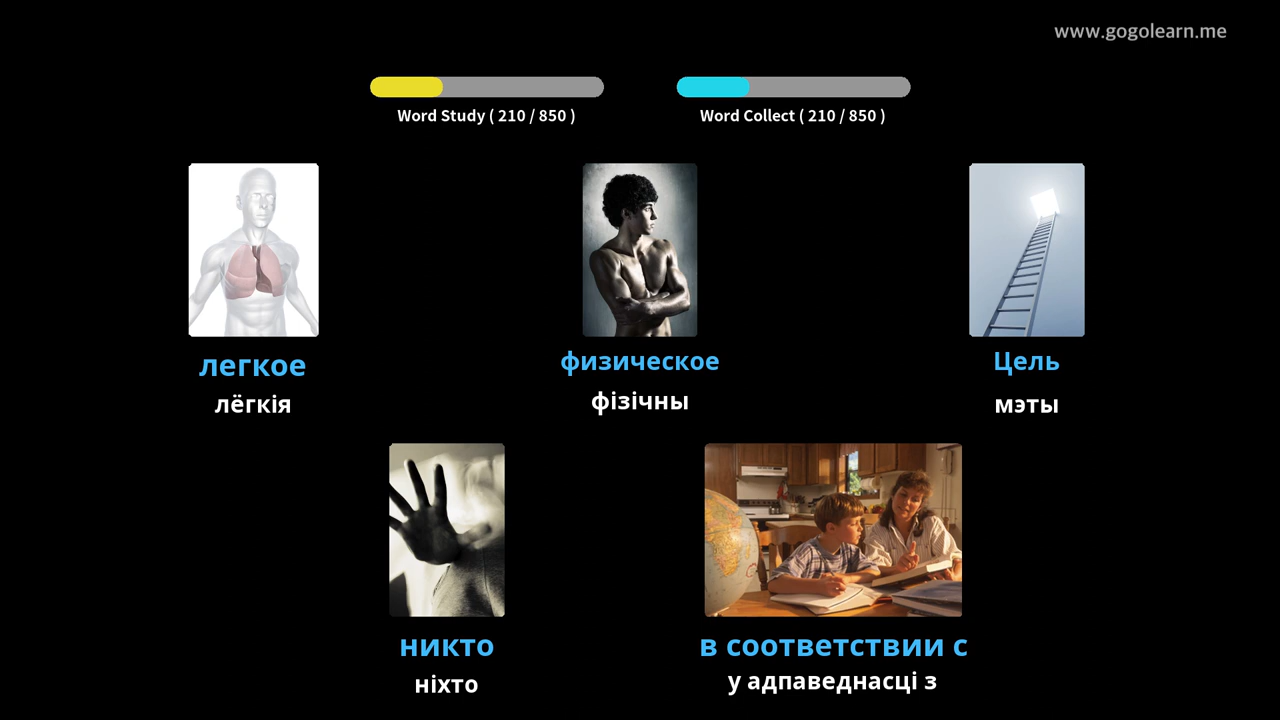 www.gogolearn.me
Word Study ( 210 / 850 )
Word Collect ( 210 / 850 )
легкое
лёгкія
физическое
фізічны
Цель
мэты
никто
ніхто
в соответствии с
у адпаведнасці з